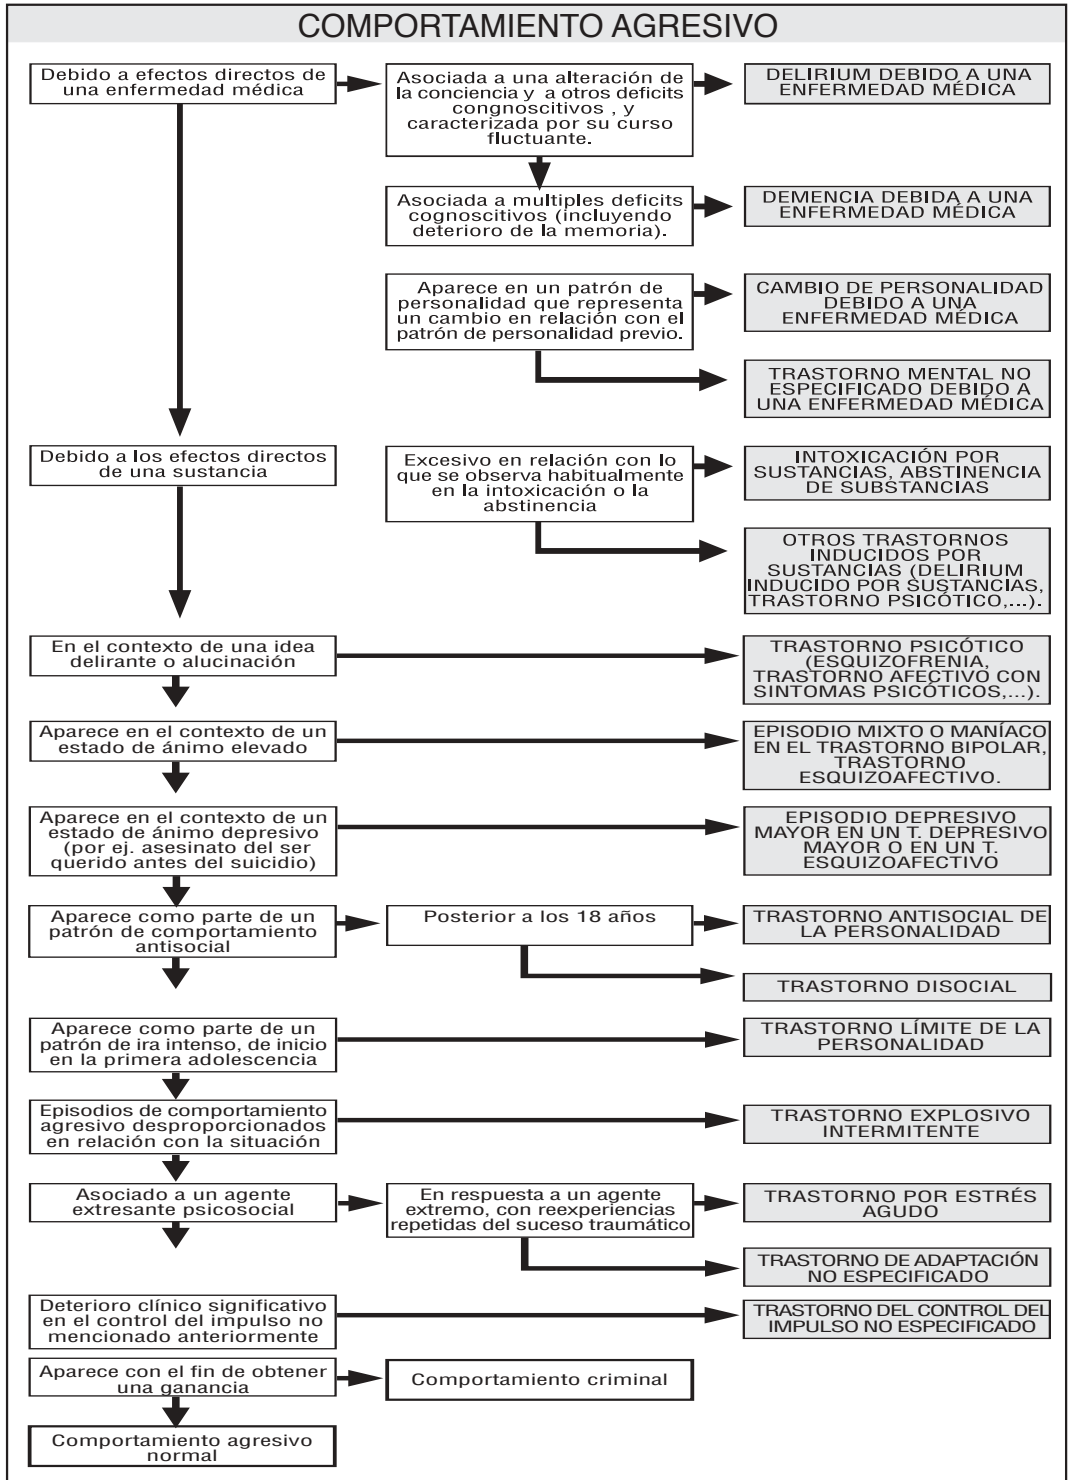 COMPORTAMIENTO AGRESIVO
Debido a efectos directos de
una enfermedad médica
Asociada a una alteración de
la conciencia y a otros deficits
congnoscitivos , y
caracterizada por su curso
fluctuante.
DELIRIUM DEBIDO A UNA
ENFERMEDAD MÉDICA
Asociada a multiples deficits
cognoscitivos (incluyendo
deterioro de la memoria).
DEMENCIA DEBIDA A UNA
ENFERMEDAD MÉDICA
Aparece en un patrón de
personalidad que representa
un cambio en relación con el
patrón de personalidad previo.
CAMBIO DE PERSONALIDAD
DEBIDO A UNA
ENFERMEDAD MÉDICA
TRASTORNO MENTAL NO
ESPECIFICADO DEBIDO A
UNA ENFERMEDAD MÉDICA
Debido a los efectos directos
de una sustancia
Excesivo en relación con lo
que se observa habitualmente
en la intoxicación o la
abstinencia
INTOXICACIÓN POR
SUSTANCIAS, ABSTINENCIA
DE SUBSTANCIAS
OTROS TRASTORNOS
INDUCIDOS POR
SUSTANCIAS (DELIRIUM
INDUCIDO POR SUSTANCIAS,
TRASTORNO PSICÓTICO,...).
En el contexto de una idea
delirante o alucinación
TRASTORNO PSICÓTICO
(ESQUIZOFRENIA,
TRASTORNO AFECTIVO CON
SINTOMAS PSICÓTICOS,...).
Aparece en el contexto de un
estado de ánimo elevado
EPISODIO MIXTO O MANÍACO
EN EL TRASTORNO BIPOLAR,
TRASTORNO
ESQUIZOAFECTIVO.
Aparece en el contexto de un
estado de ánimo depresivo
(por ej. asesinato del ser
querido antes del suicidio)
EPISODIO DEPRESIVO
MAYOR EN UN T. DEPRESIVO
MAYOR O EN UN T.
ESQUIZOAFECTIVO
Aparece como parte de un
patrón de comportamiento
antisocial
Posterior a los 18 años
TRASTORNO ANTISOCIAL DE
LA PERSONALIDAD
TRASTORNO DISOCIAL
Aparece como parte de un
patrón de ira intenso, de inicio
en la primera adolescencia
TRASTORNO LÍMITE DE LA
PERSONALIDAD
Episodios de comportamiento
agresivo desproporcionados
en relación con la situación
TRASTORNO EXPLOSIVO
INTERMITENTE
Asociado a un agente
extresante psicosocial
En respuesta a un agente
extremo, con reexperiencias
repetidas del suceso traumático
TRASTORNO POR ESTRÉS
AGUDO
TRASTORNO DE ADAPTACIÓN
NO ESPECIFICADO
Deterioro clínico significativo
en el control del impulso no
mencionado anteriormente
TRASTORNO DEL CONTROL DEL
IMPULSO NO ESPECIFICADO
Aparece con el fin de obtener
una ganancia
Comportamiento criminal
Comportamiento agresivo
normal